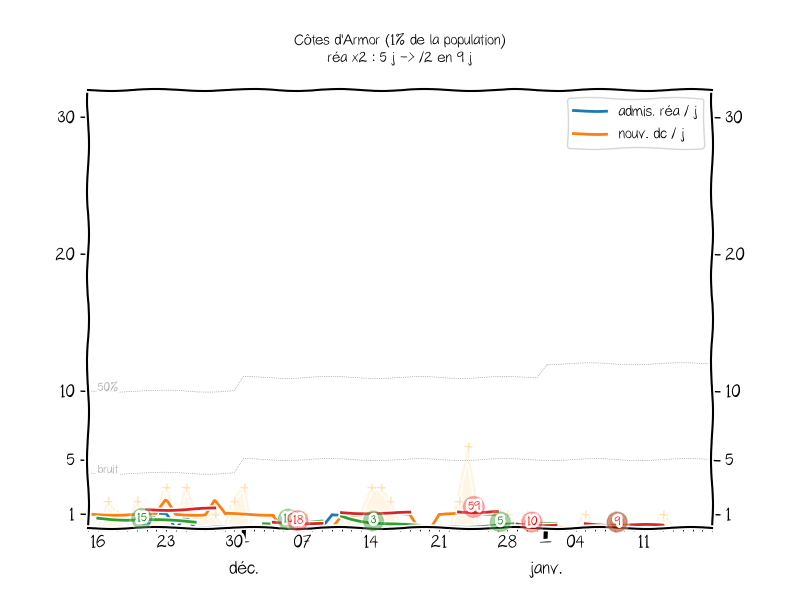 Côtes d'Armor (1% de la population)
réa x2 : 5 j -> /2 en 9 j
admis. réa / j
nouv. dc / j
30 30
20 20
50%
10 10
bruit
5 5
1 1
15 18 3 59 5 10 9
16 23 30 07 14 21 28 04 11
déc. janv.